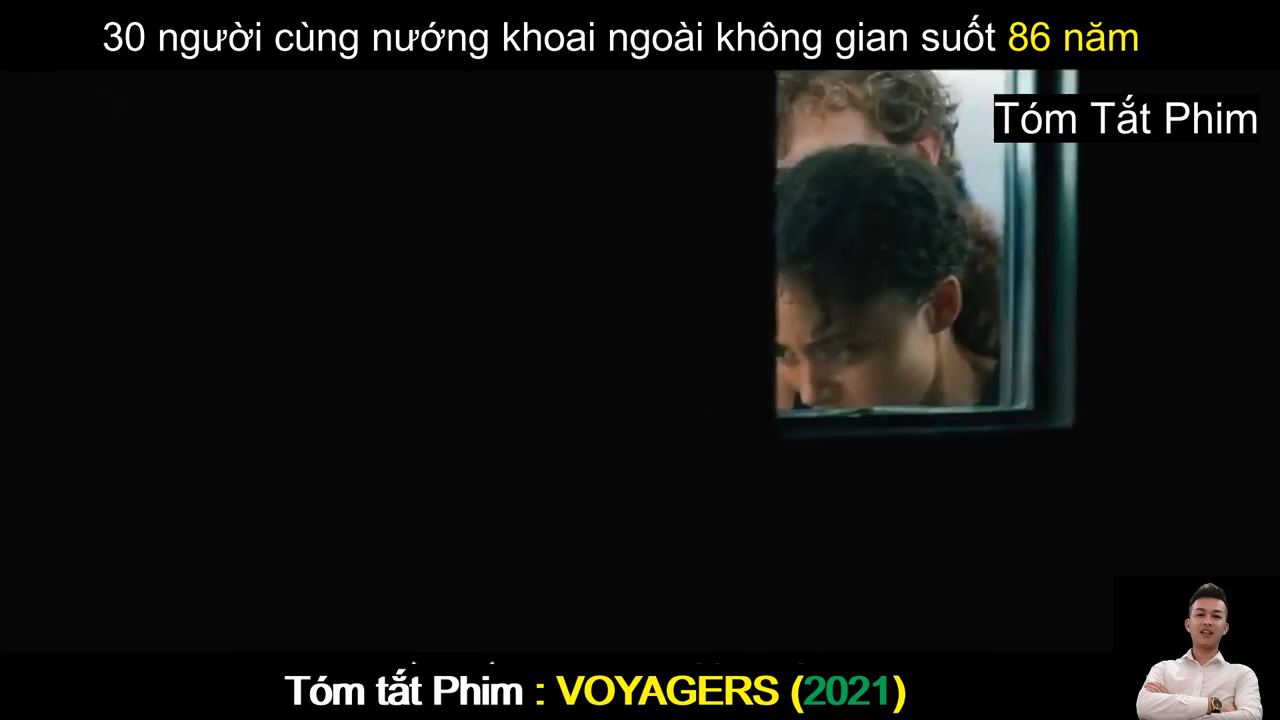 30 người cùng nướng khoai ngoài không gian suốt 86 năm
Tóm Tắt Phim
Tóm tắt Phim : VOYAGERS (2021)